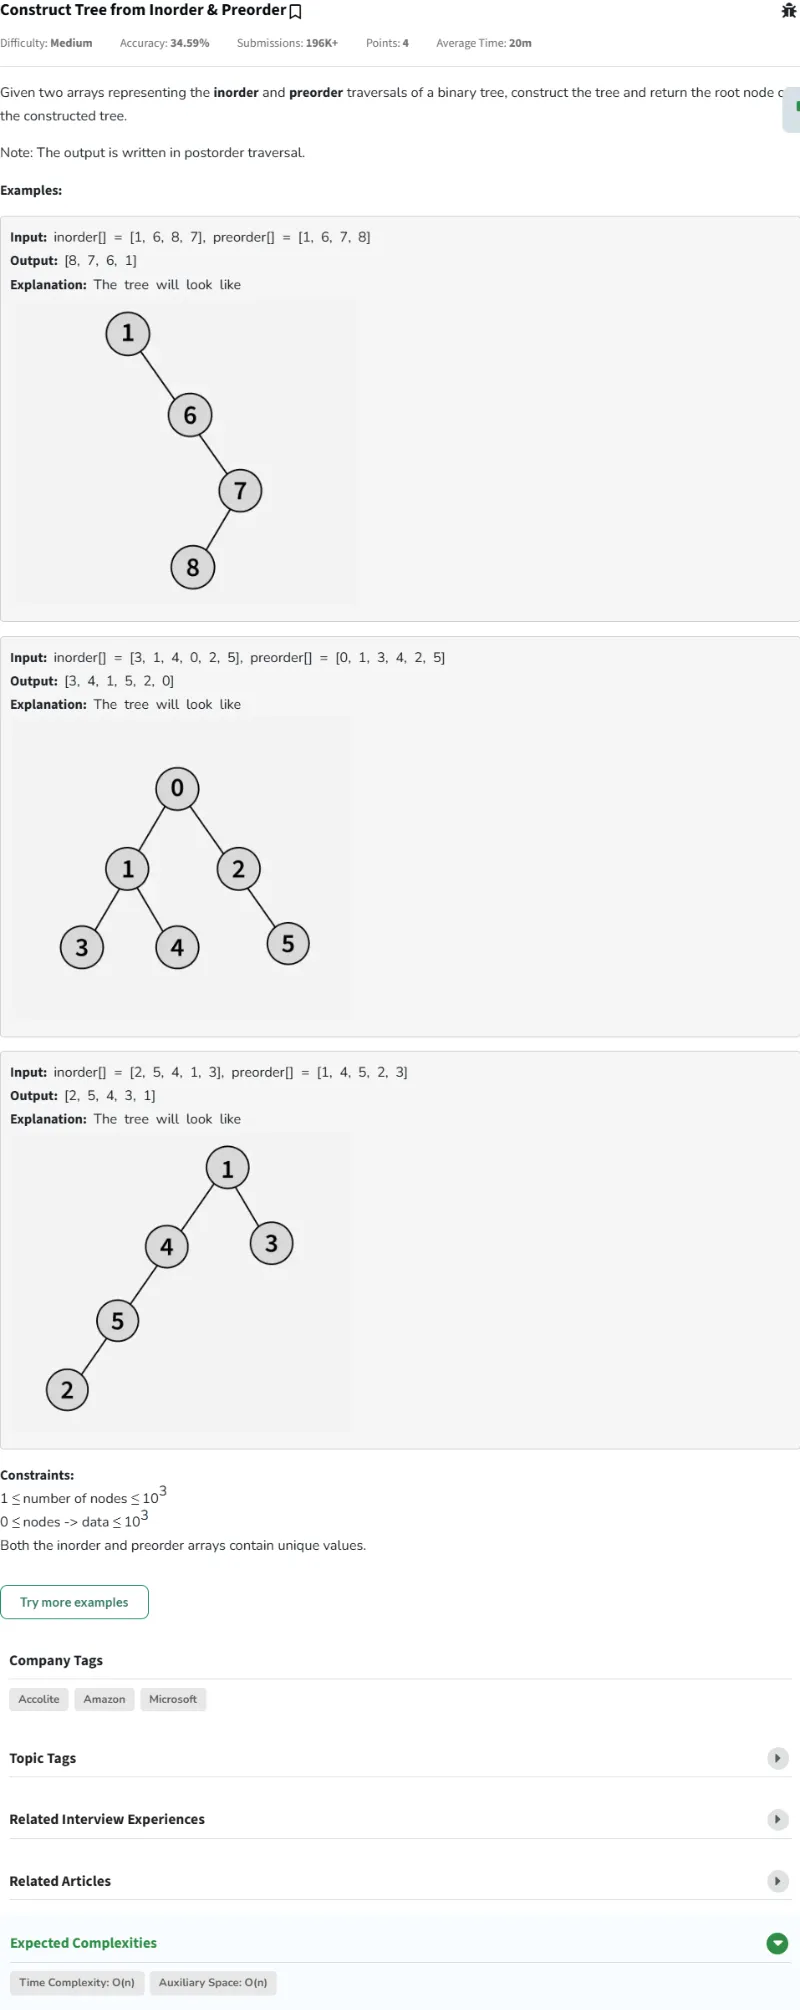 Construct Tree from Inorder & Preorder
Difficulty: Medium Accuracy: 34.59% Submissions: 196K+ Points: 4 Average Time: 20m
Given two arrays representing the inorder and preorder traversals of a binary tree, construct the tree and return the root node
the constructed tree.
Note: The output is written in postorder traversal.
Examples:
Input: inorder[] = [1, 6, 8, 7], preorder[] = [1, 6, 7, 8]
Output: [8, 7, 6, 1]
Explanation: The tree will look like
1
6
7
8
Input: inorder[] = [3, 1, 4, 0, 2, 5], preorder[] = [0, 1, 3, 4, 2, 5]
Output: [3, 4, 1, 5, 2, 0]
Explanation: The tree will look like
0
1 2
3 4 5
Input: inorder[] = [2, 5, 4, 1, 3], preorder[] = [1, 4, 5, 2, 3]
Output: [2, 5, 4, 3, 1]
Explanation: The tree will look like
1
4 3
5
2
Constraints:
1 ≤ number of nodes ≤ 10^3
0 ≤ nodes -> data ≤ 10^3
Both the inorder and preorder arrays contain unique values.
Try more examples
Company Tags
Accolite Amazon Microsoft
Topic Tags
Related Interview Experiences
Related Articles
Expected Complexities
Time Complexity: O(n) Auxiliary Space: O(n)